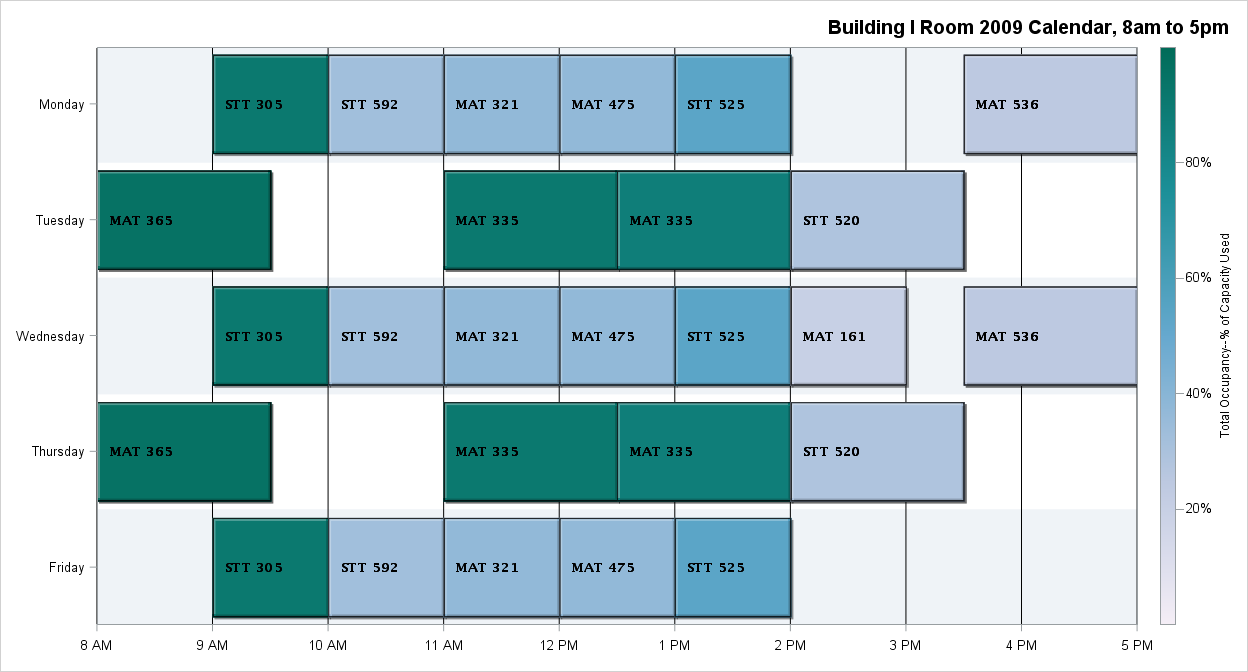 Building I Room 2009 Calendar, 8am to 5pm
Monday
STT 305
STT 592
MAT 321
MAT 475
STT 525
MAT 536
Tuesday
MAT 365
MAT 335
MAT 335
STT 520
Wednesday
STT 305
STT 592
MAT 321
MAT 475
STT 525
MAT 161
MAT 536
Thursday
MAT 365
MAT 335
MAT 335
STT 520
Friday
STT 305
STT 592
MAT 321
MAT 475
STT 525
8 AM
9 AM
10 AM
11 AM
12 PM
1 PM
2 PM
3 PM
4 PM
5 PM
80%
60%
40%
20%
Total Occupancy--% of Capacity Used